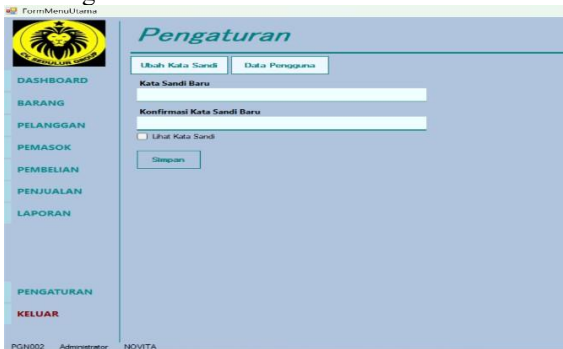 FormMenuUtama
Pengaturan
Ubah Kata Sandi Data Pengguna
DASHBOARD
Kata Sandi Baru
BARANG
Konfirmasi Kata Sandi Baru
PELANGGAN
Lihat Kata Sandi
PEMASOK
Simpan
PEMBELIAN
PENJUALAN
LAPORAN
PENGATURAN
KELUAR
PGN002 Administrator NOVITA